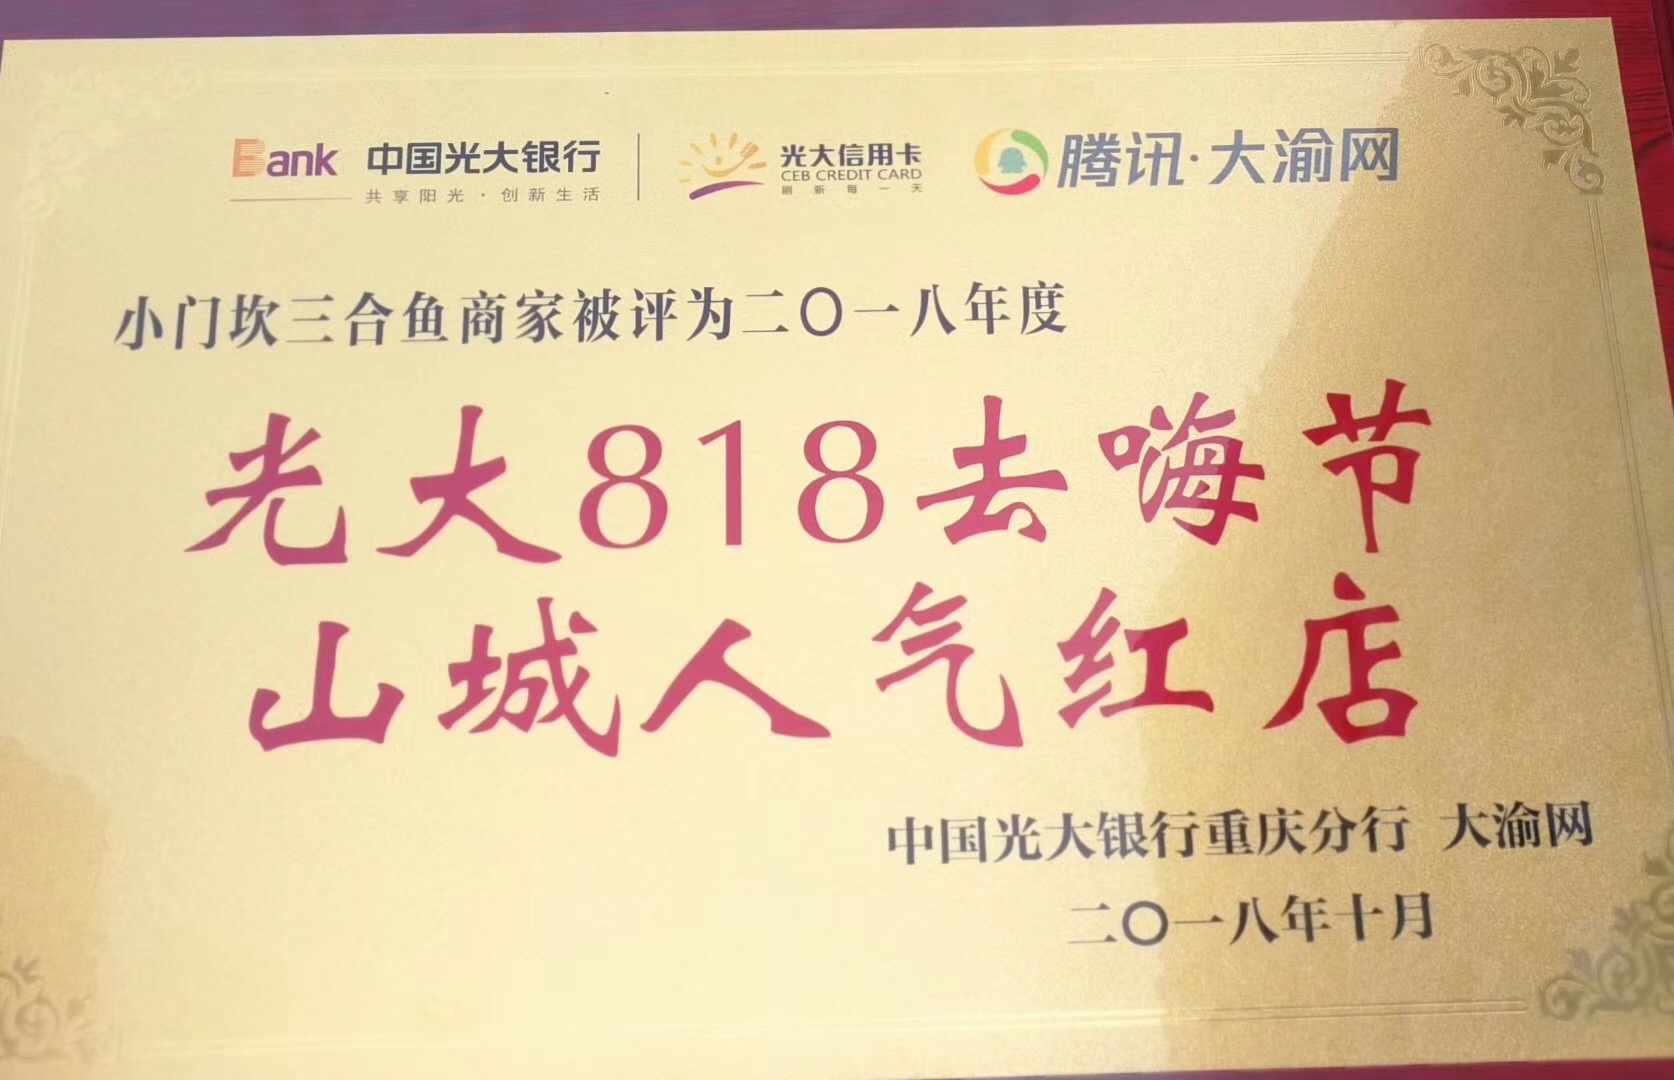 Bank 中国光大银行
共享阳光·创新生活
光大信用卡
CEB CREDIT CARD
刷新每一天
腾讯·大渝网
小门坎三合鱼商家被评为二〇一八年度
光大818去嗨节
山城人气红店
中国光大银行重庆分行 大渝网
二〇一八年十月